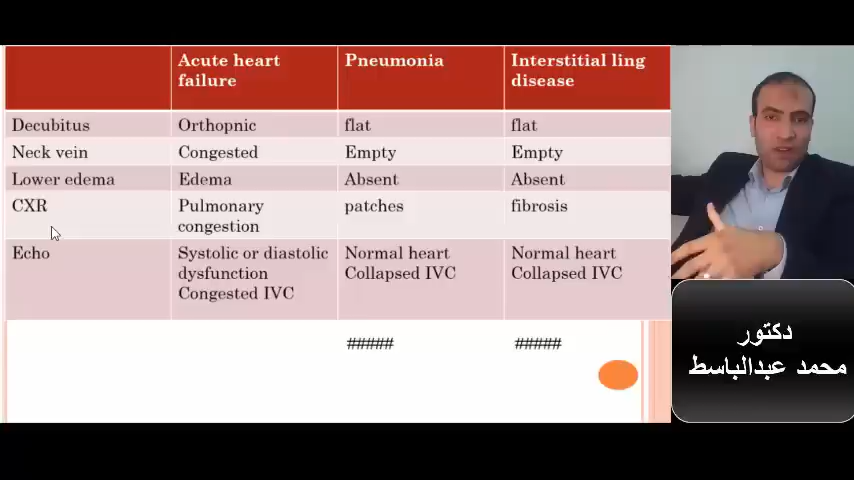 Acute heart failure
Pneumonia
Interstitial ling disease
Decubitus
Orthopnic
flat
flat
Neck vein
Congested
Empty
Empty
Lower edema
Edema
Absent
Absent
CXR
Pulmonary congestion
patches
fibrosis
Echo
Systolic or diastolic
dysfunction
Congested IVC
Normal heart
Collapsed IVC
Normal heart
Collapsed IVC
#####
#####
دكتور
محمد عبدالباسط